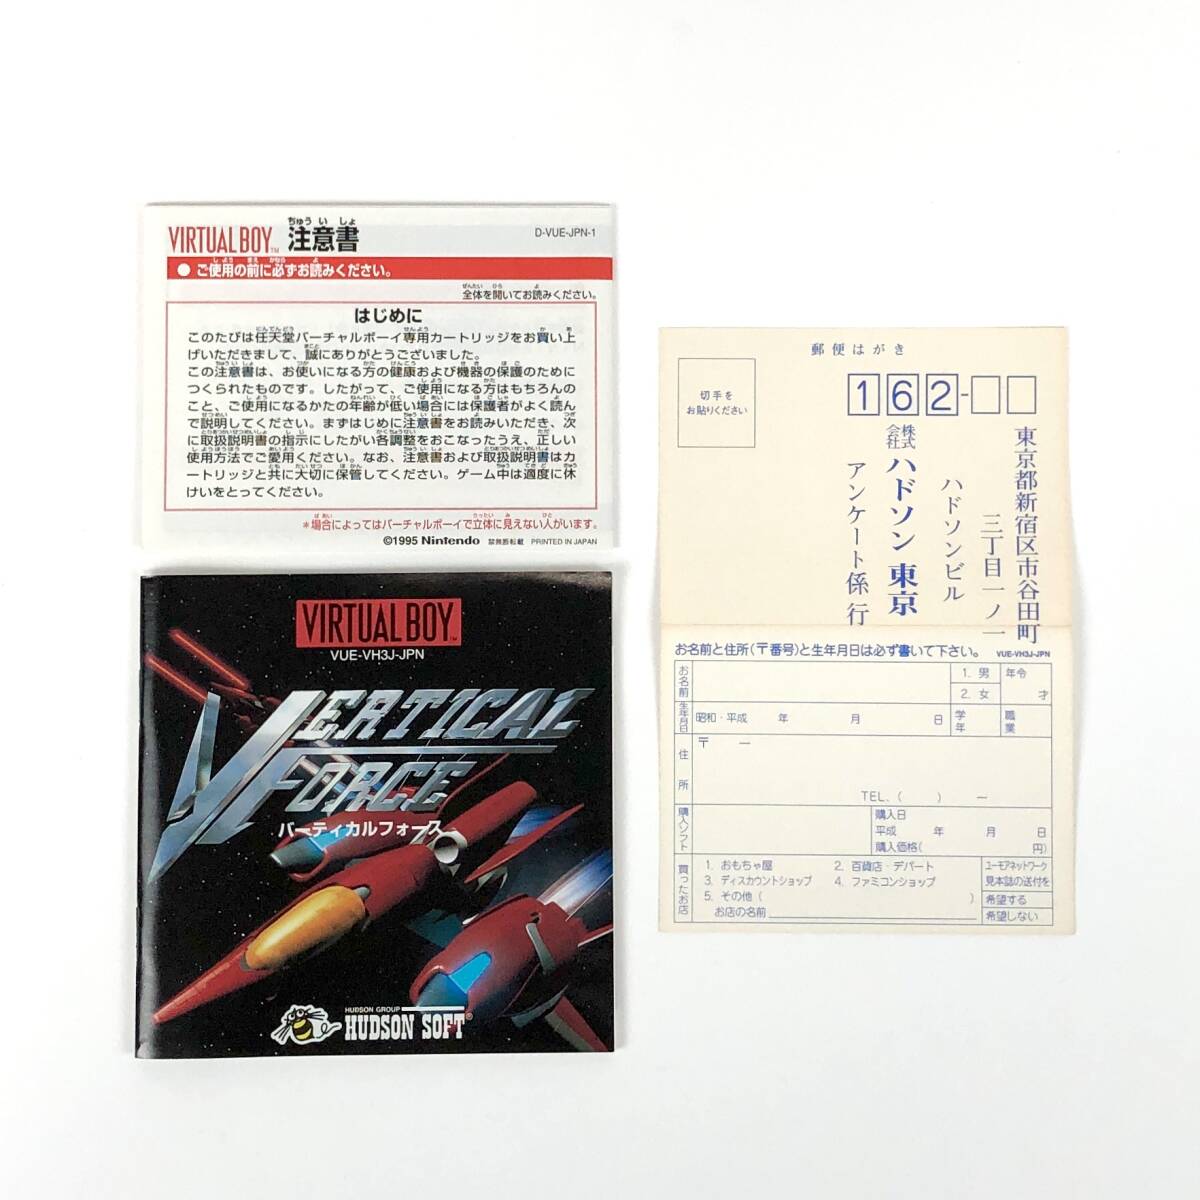 VIRTUAL BOY™ 注意書
ちゅう い しょ
D-VUE-JPN-1
● ご使用の前に必ずお読みください。
全体を開いてお読みください。
はじめに
このたびは任天堂バーチャルボーイ専用カートリッジをお買い上
げいただきまして、誠にありがとうございました。
この注意書は、お使いになる方の健康および機器の保護のために
つくられたものです。したがって、ご使用になる方はもちろんの
こと、ご使用になるかたの年齢が低い場合には保護者がよく読ん
で説明してください。まずはじめに注意書をお読みいただき、次
に取扱説明書の指示にしたがい各調整をおこなったうえ、正しい
使用方法でご愛用ください。なお、注意書および取扱説明書はカ
ートリッジと共に大切に保管してください。ゲーム中は適度に休
けいをとってください。
*場合によってはバーチャルボーイで立体に見えない人がいます。
©1995 Nintendo 禁無断転載 PRINTED IN JAPAN
VIRTUAL BOY™
VUE-VH3J-JPN
VERTICAL
FORCE
バーティカルフォース
HUDSON GROUP
HUDSON SOFT®
郵便はがき
切手を
お貼りください
162-
東京都新宿区市谷田町
三丁目一ノ一
ハドソンビル
株式会社 ハドソン 東京
アンケート係 行
お名前と住所(〒番号)と生年月日は必ず書いて下さい。 VUE-VH3J-JPN
お名前
1. 男
2. 女
年令
才
生年月日
昭和・平成 年 月 日
学年
職業
住所
〒 ー
TEL. ( ) ー
購入ソフト
購入日
平成 年 月 日
購入価格( 円)
買ったお店
1. おもちゃ屋 2. 百貨店・デパート
3. ディスカウントショップ 4. ファミコンショップ
5. その他 ( )
お店の名前
ユーモアネットワーク
見本誌の送付を
希望する
希望しない